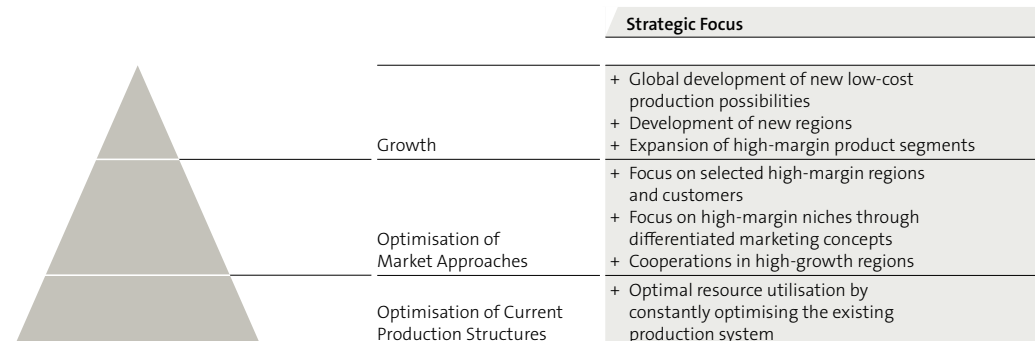 Strategic Focus
+ Global development of new low-cost
production possibilities
+ Development of new regions
Growth
+ Expansion of high-margin product segments
+ Focus on selected high-margin regions
and customers
+ Focus on high-margin niches through
Optimisation of
differentiated marketing concepts
Market Approaches
+ Cooperations in high-growth regions
+ Optimal resource utilisation by
Optimisation of Current
constantly optimising the existing
Production Structures
production system